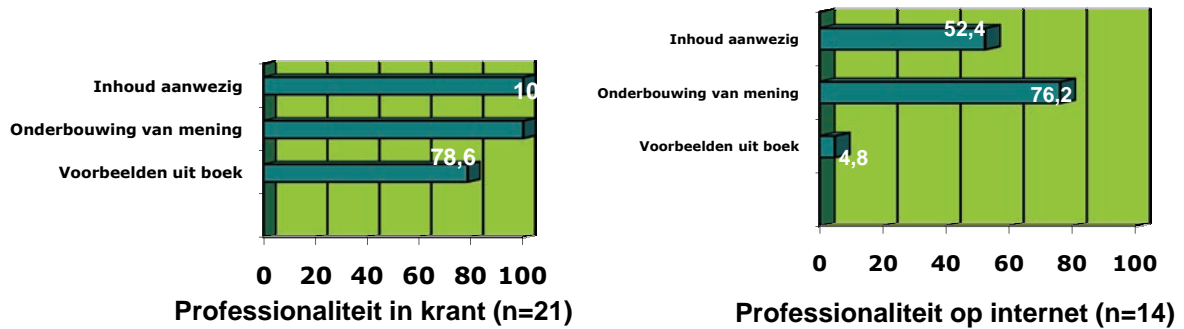 Inhoud aanwezig
10
Onderbouwing van mening
Voorbeelden uit boek
78,6
0 20 40 60 80 100
Professionaliteit in krant (n=21)
Inhoud aanwezig
52,4
Onderbouwing van mening
76,2
Voorbeelden uit boek
4,8
0 20 40 60 80 100
Professionaliteit op internet (n=14)